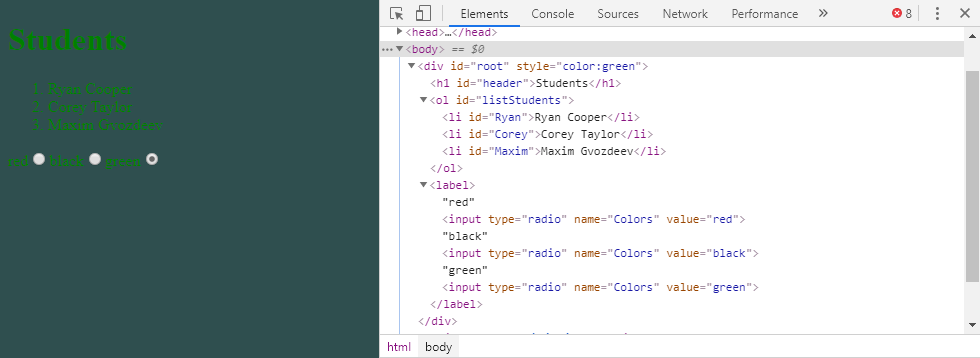 Students
1. Ryan Cooper
2. Corey Taylor
3. Maxim Gvozdeev
red black green
Elements Console Sources Network Performance » 8
<head>…</head>
<body> == $0
<div id="root" style="color:green">
<h1 id="header">Students</h1>
<ol id="listStudents">
<li id="Ryan">Ryan Cooper</li>
<li id="Corey">Corey Taylor</li>
<li id="Maxim">Maxim Gvozdeev</li>
</ol>
<label>
"red"
<input type="radio" name="Colors" value="red">
"black"
<input type="radio" name="Colors" value="black">
"green"
<input type="radio" name="Colors" value="green">
</label>
</div>
html body